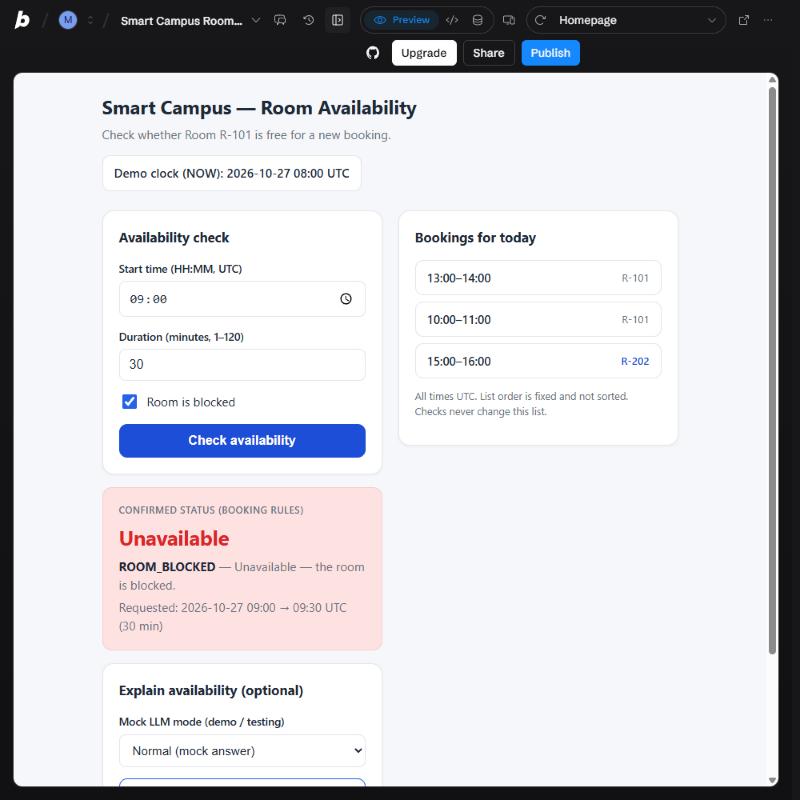 b
M
Smart Campus Room...
Preview
Homepage
Upgrade
Share
Publish
Smart Campus — Room Availability
Check whether Room R-101 is free for a new booking.
Demo clock (NOW): 2026-10-27 08:00 UTC
Availability check
Start time (HH:MM, UTC)
09:00
Duration (minutes, 1–120)
30
Room is blocked
Check availability
Bookings for today
13:00–14:00 R-101
10:00–11:00 R-101
15:00–16:00 R-202
All times UTC. List order is fixed and not sorted.
Checks never change this list.
CONFIRMED STATUS (BOOKING RULES)
Unavailable
ROOM_BLOCKED — Unavailable — the room
is blocked.
Requested: 2026-10-27 09:00 → 09:30 UTC
(30 min)
Explain availability (optional)
Mock LLM mode (demo / testing)
Normal (mock answer)